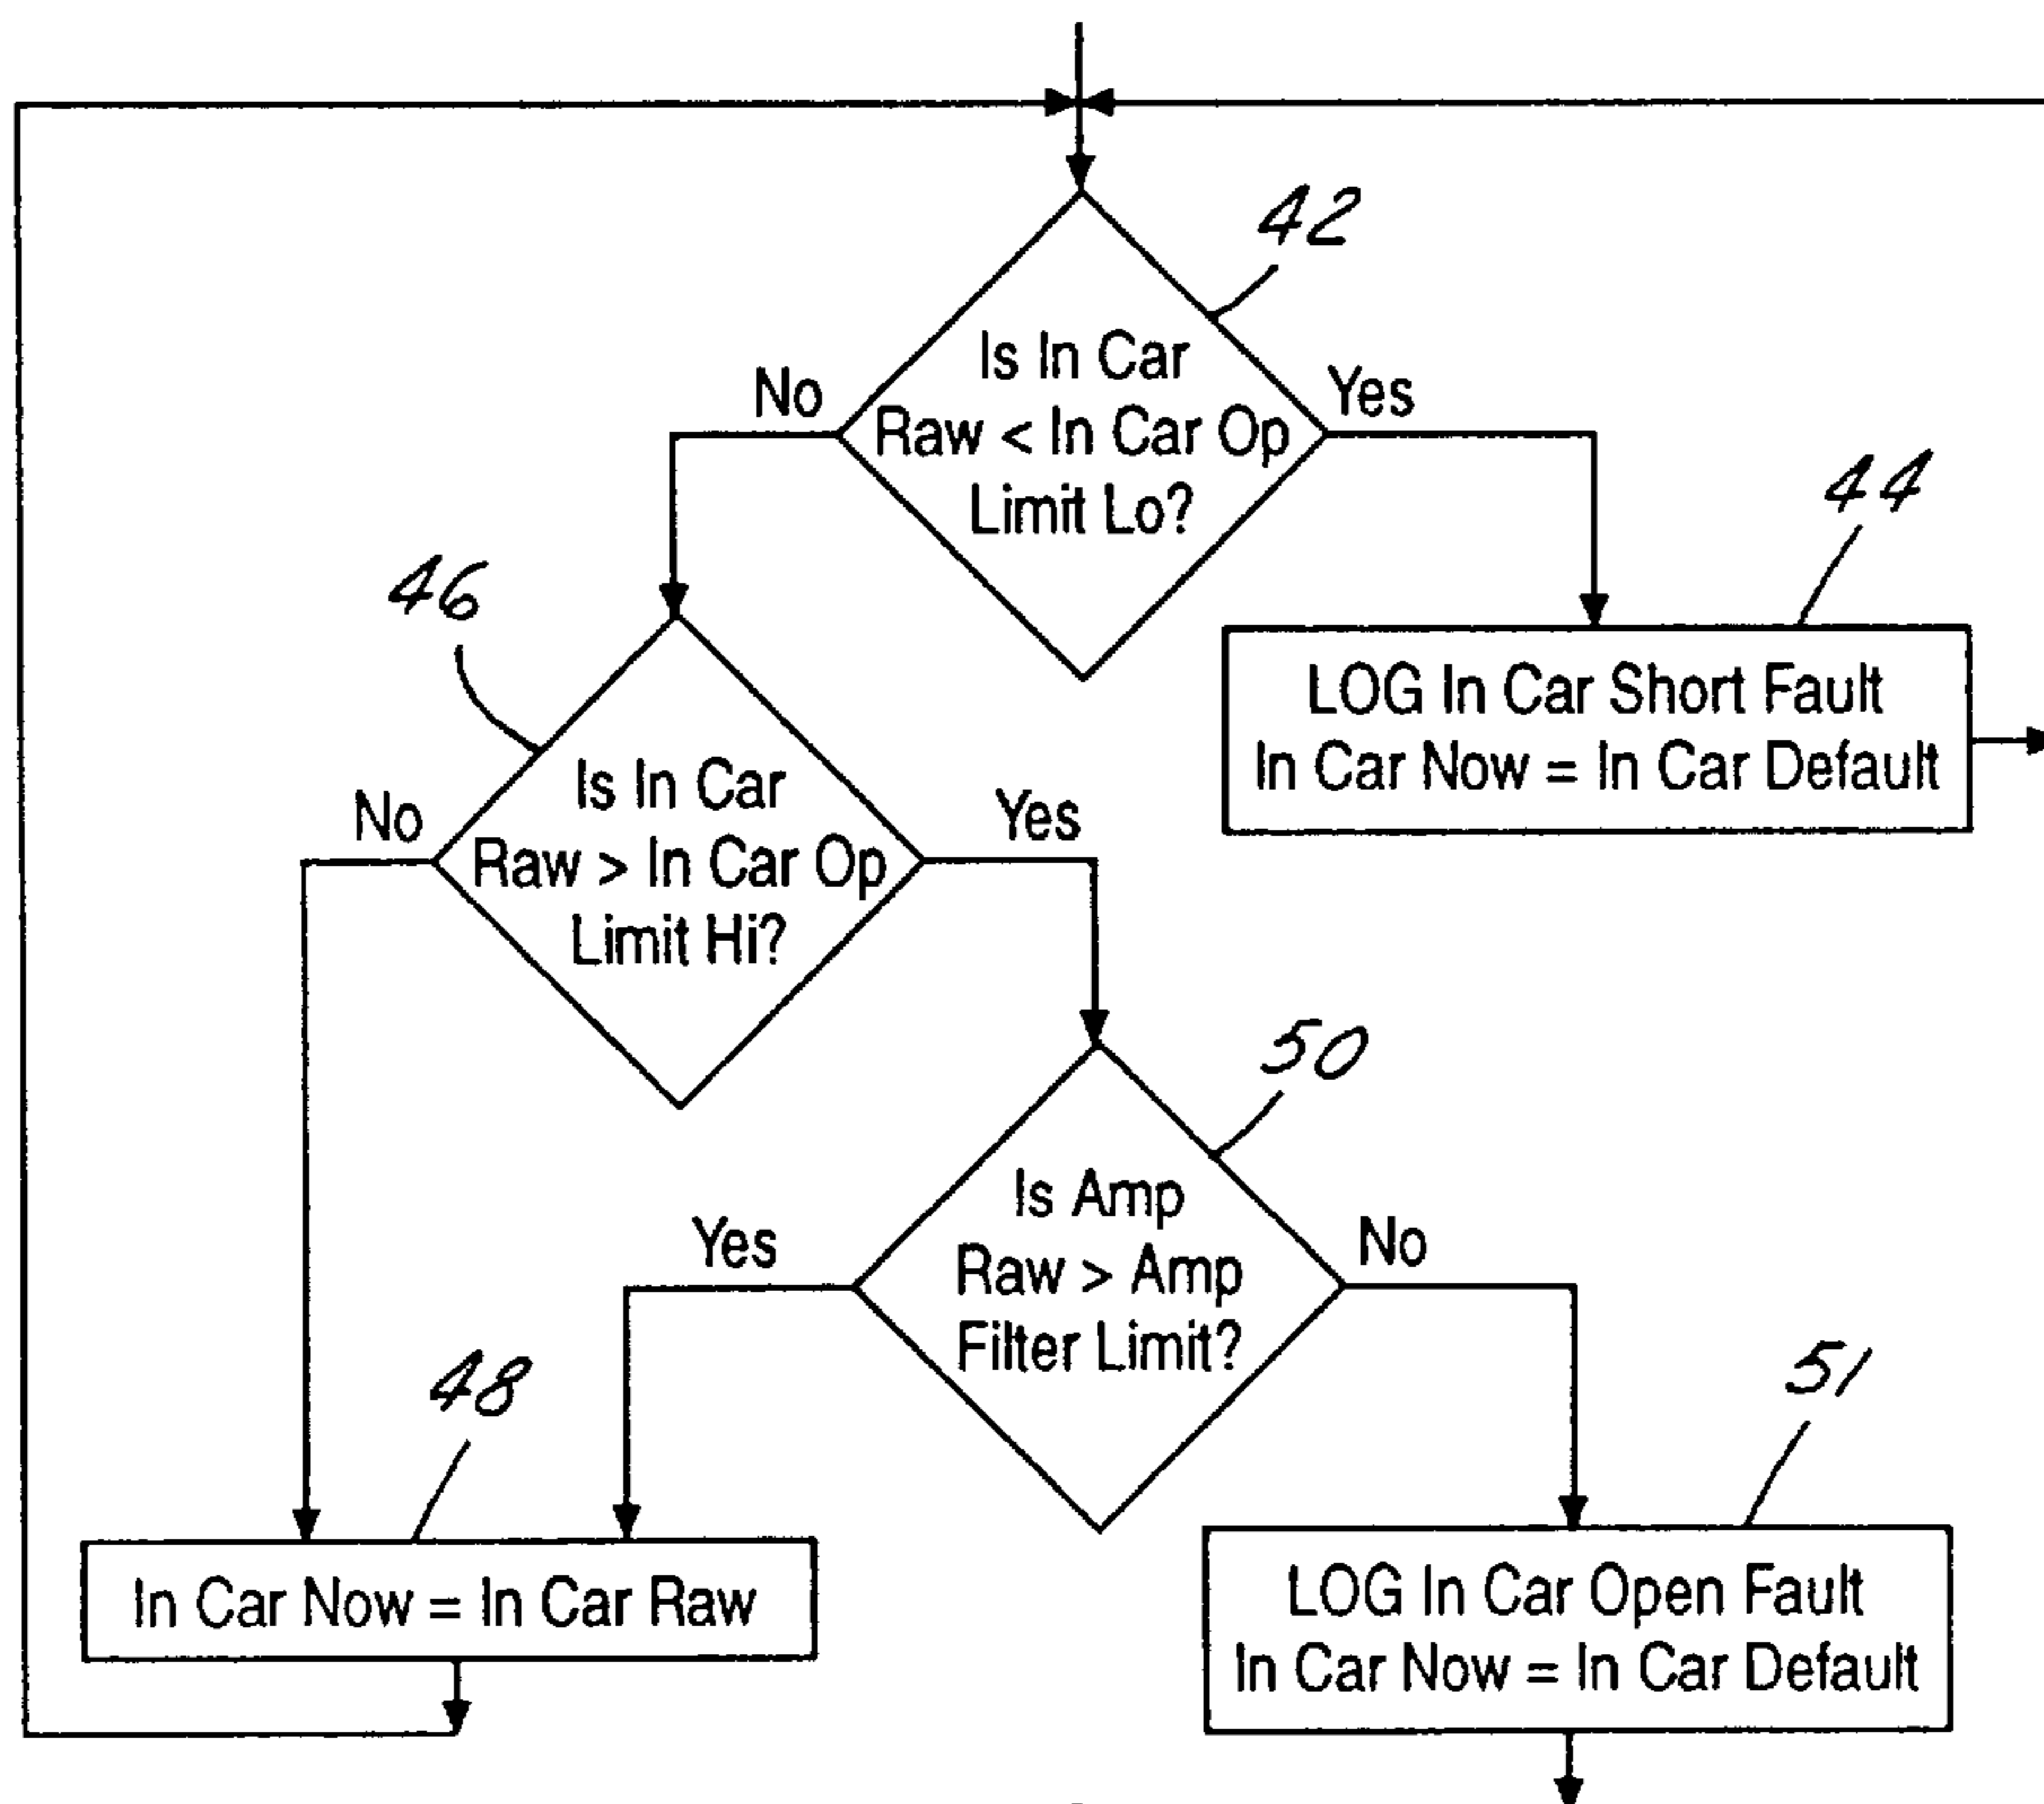 42
Is In Car
Raw < In Car Op
Limit Lo?
No
Yes
44
LOG In Car Short Fault
In Car Now = In Car Default
46
Is In Car
Raw > In Car Op
Limit Hi?
No
Yes
50
Is Amp
Raw > Amp
Filter Limit?
Yes
No
48
In Car Now = In Car Raw
51
LOG In Car Open Fault
In Car Now = In Car Default